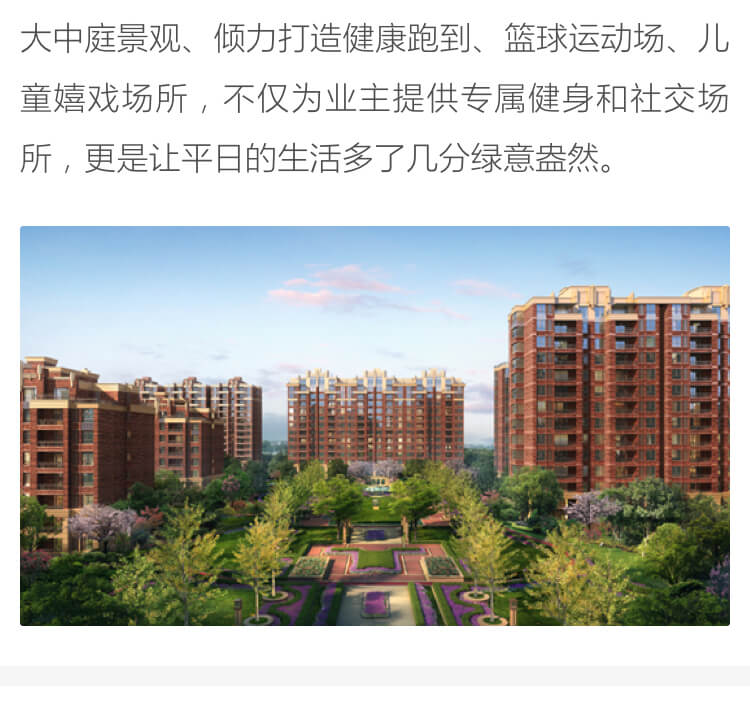 大中庭景观、倾力打造健康跑到、篮球运动场、儿
童嬉戏场所，不仅为业主提供专属健身和社交场
所，更是让平日的生活多了几分绿意盎然。